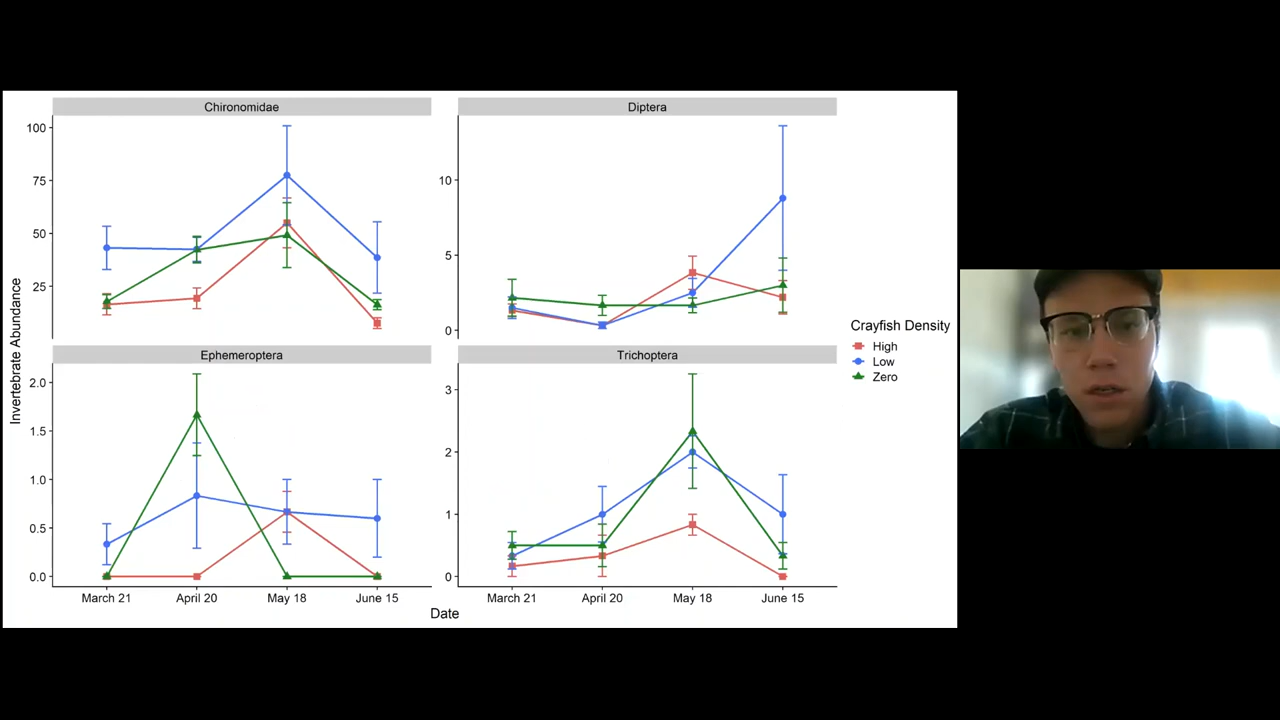 Chironomidae
Diptera
100
75
50
25
10
5
0
Invertebrate Abundance
Ephemeroptera
Trichoptera
2.0
1.5
1.0
0.5
0.0
3
2
1
0
March 21
April 20
May 18
June 15
March 21
April 20
May 18
June 15
Date
Crayfish Density
High
Low
Zero